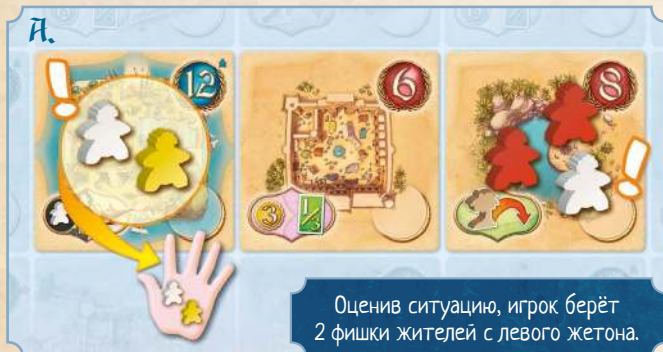 А.
12
6
8
3
1/3
Оценив ситуацию, игрок берёт
2 фишки жителей с левого жетона.